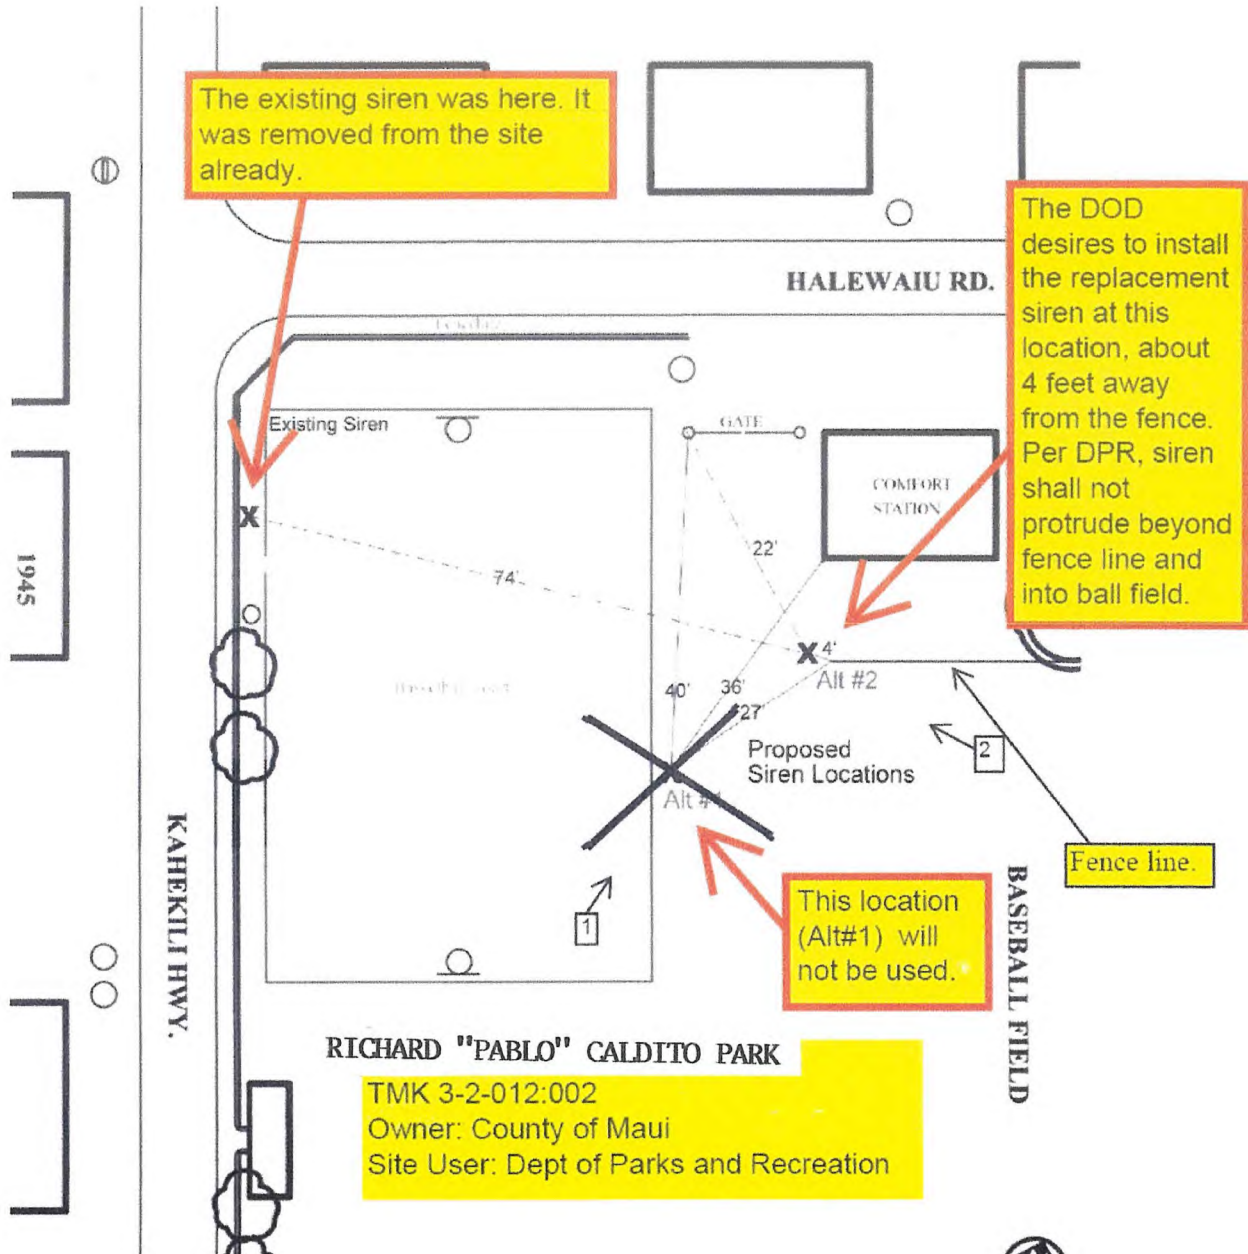 The existing siren was here. It
was removed from the site
already.
HALEWAIU RD.
The DOD
desires to install
the replacement
siren at this
location, about
4 feet away
from the fence.
Per DPR, siren
shall not
protrude beyond
fence line and
into ball field.
Existing Siren
GATE
COMFORT
STATION
X
1945
74'
22'
X 4'
Alt #2
40'
36'
27'
Proposed
Siren Locations
2
Alt #1
Fence line.
KAHEKILI HWY.
1
This location
(Alt#1) will
not be used.
BASEBALL FIELD
RICHARD "PABLO" CALDITO PARK
TMK 3-2-012:002
Owner: County of Maui
Site User: Dept of Parks and Recreation